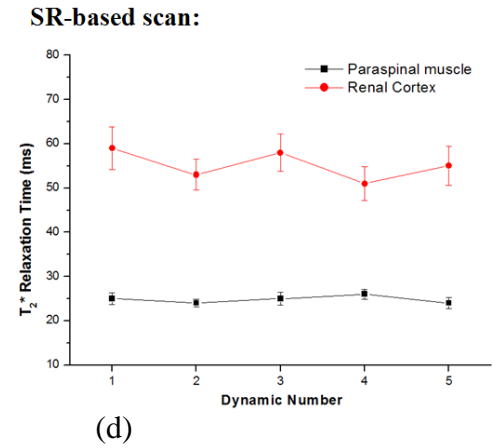 SR-based scan:
Paraspinal muscle
Renal Cortex
T2* Relaxation Time (ms)
80
70
60
50
40
30
20
10
1 2 3 4 5
Dynamic Number
(d)